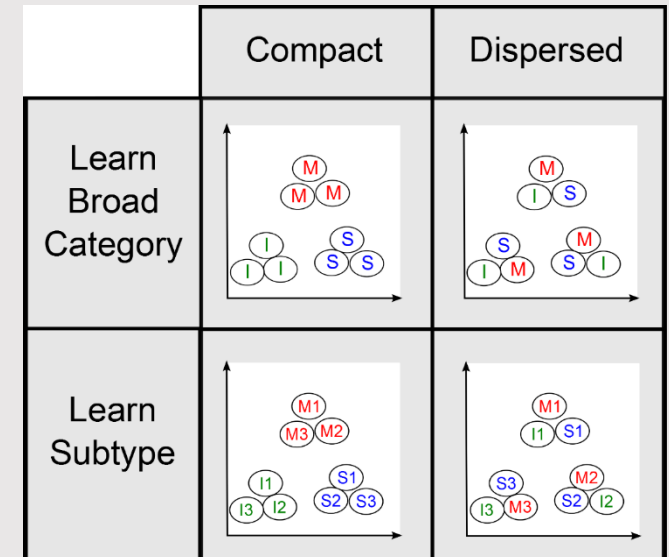 Compact Dispersed
Learn
Broad
Category
M
M M
I
I I
S
S S
M
I S
S
I M
M
S I
Learn
Subtype
M1
M3 M2
I1
I3 I2
S1
S2 S3
M1
I1 S1
S3
I3 M3
M2
S2 I2